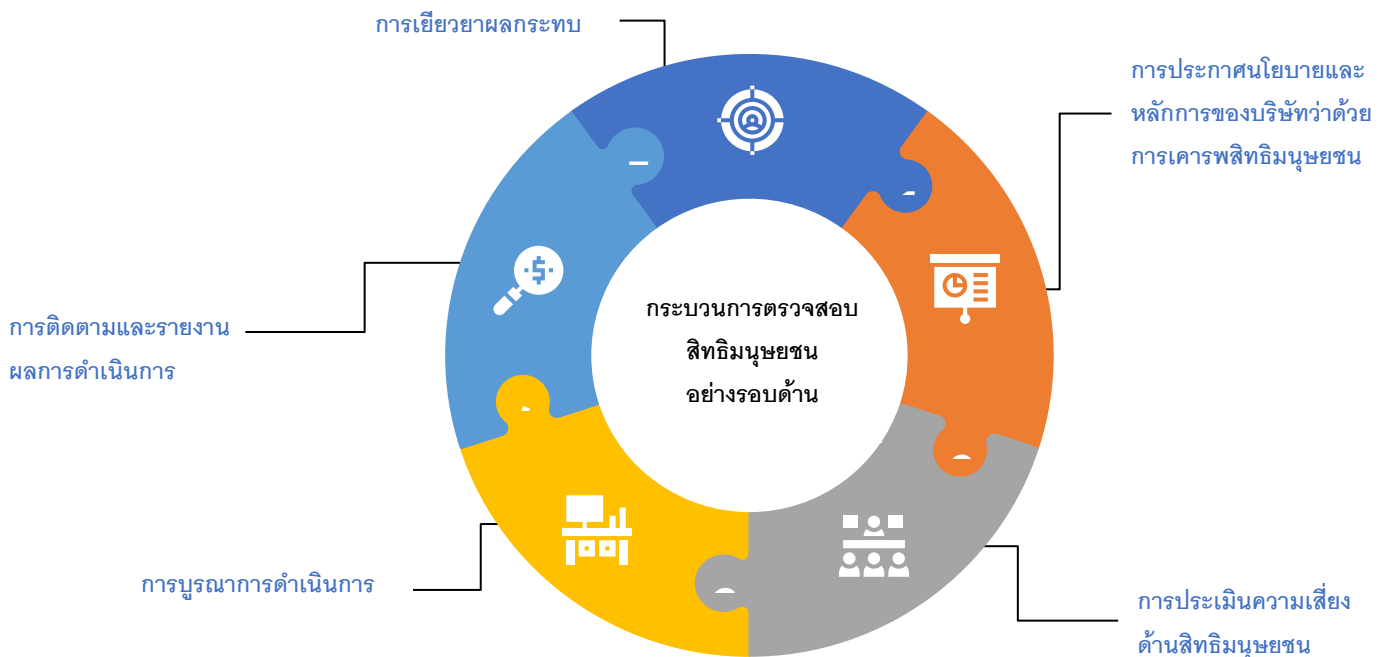 การเยียวยาผลกระทบ
การประกาศนโยบายและ
หลักการของบริษัทว่าด้วย
การเคารพสิทธิมนุษยชน
กระบวนการตรวจสอบ
สิทธิมนุษยชน
อย่างรอบด้าน
การติดตามและรายงาน
ผลการดำเนินการ
การบูรณาการดำเนินการ
การประเมินความเสี่ยง
ด้านสิทธิมนุษยชน